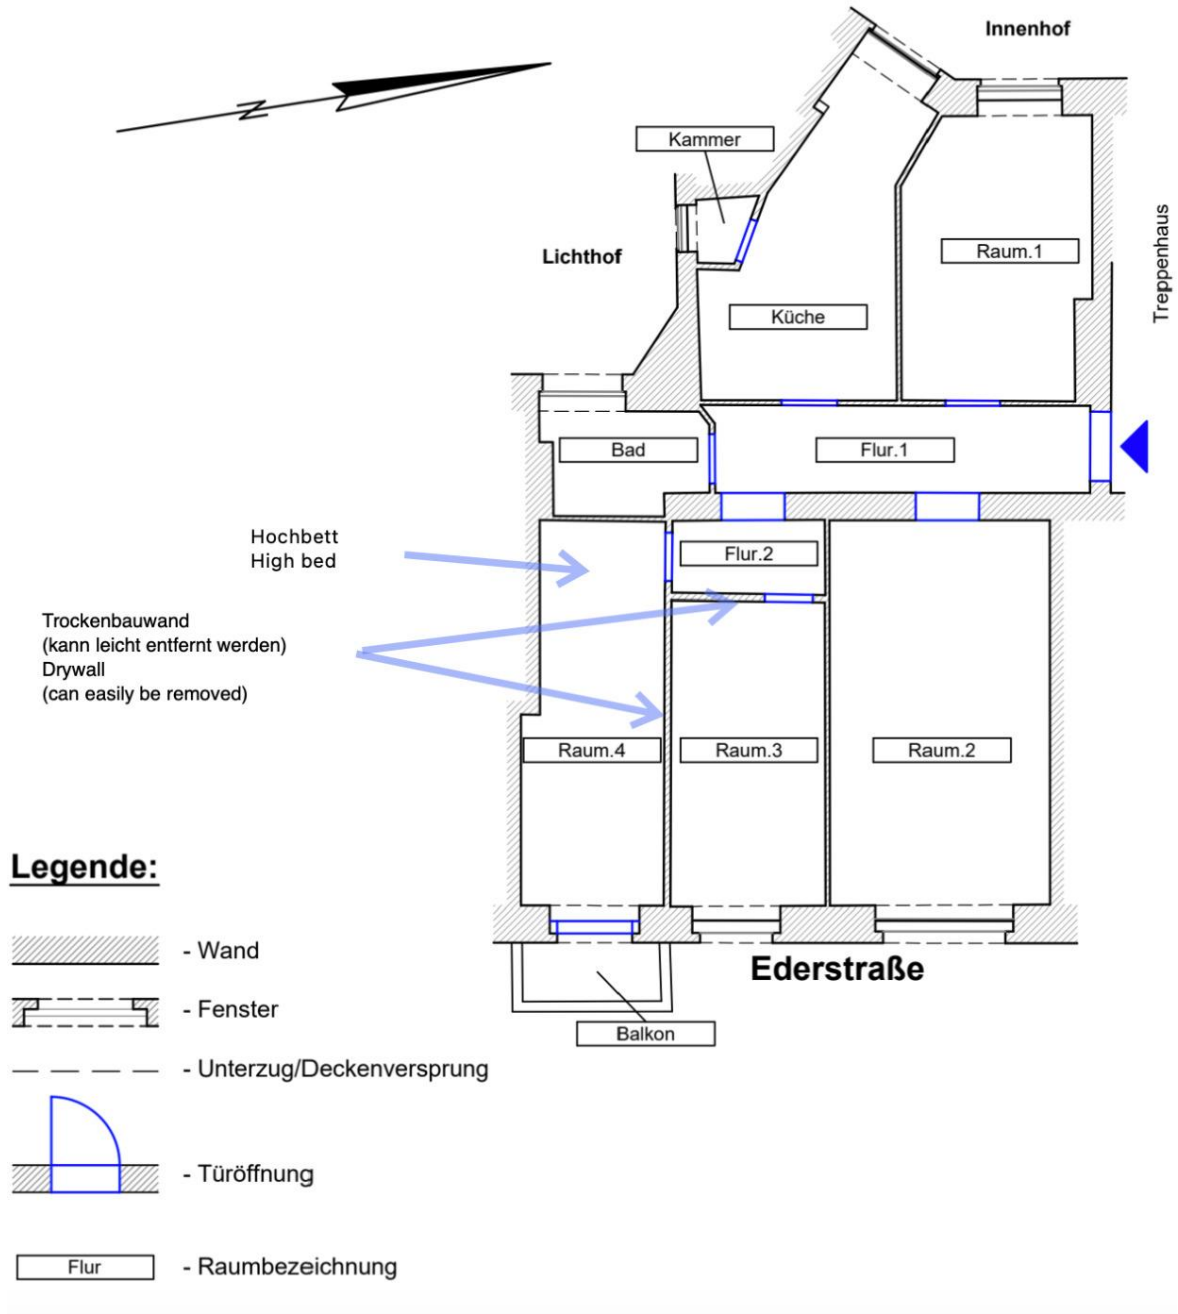 Innenhof
Kammer
Treppenhaus
Raum.1
Lichthof
Küche
Bad
Flur.1
Hochbett
High bed
Flur.2
Trockenbauwand
(kann leicht entfernt werden)
Drywall
(can easily be removed)
Raum.4
Raum.3
Raum.2
Legende:
- Wand
Ederstraße
- Fenster
Balkon
- Unterzug/Deckenversprung
- Türöffnung
Flur
- Raumbezeichnung
N